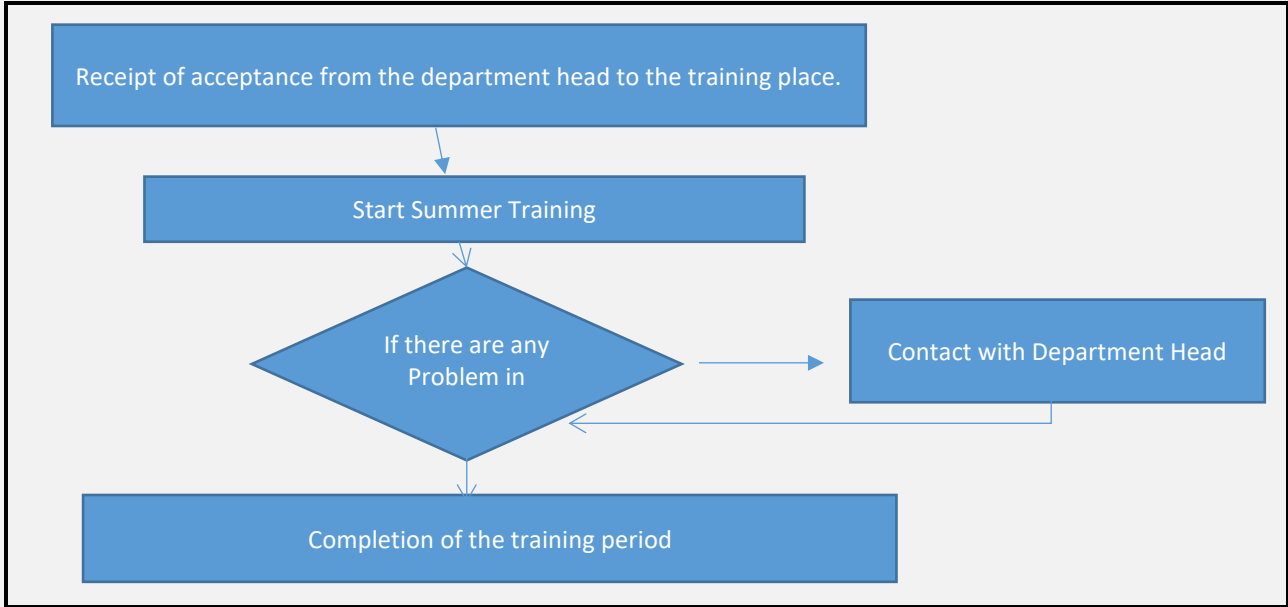 Receipt of acceptance from the department head to the training place.
Start Summer Training
If there are any
Problem in
Contact with Department Head
Completion of the training period